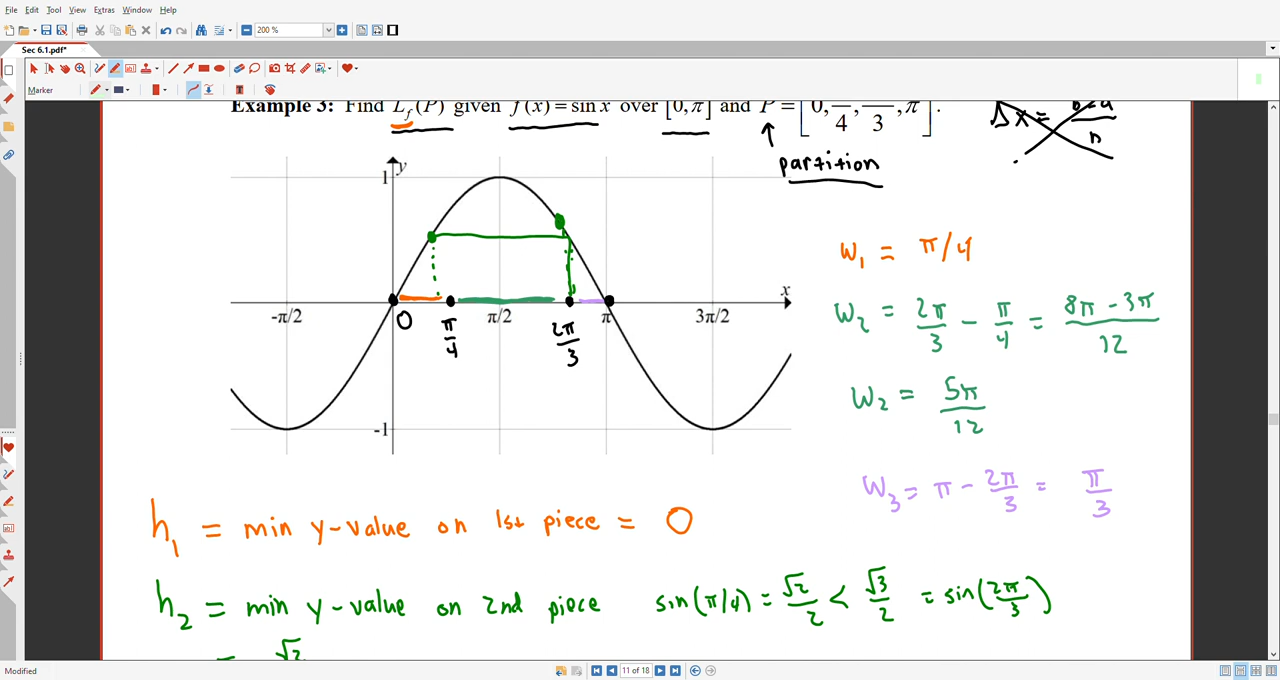 File Edit Tool View Extras Window Help
200 %
Sec 6.1.pdf*
Marker
Example 3: Find L_f(P) given f(x) = sin x over [0, π] and P = [0, /4, /3, π].
Δx = b-a/n
partition
1 y
x
-π/2 0 π/4 π/2 2π/3 π 3π/2
-1
w₁ = π/4
w₂ = 2π/3 - π/4 = 8π - 3π/12
w₂ = 5π/12
w₃ = π - 2π/3 = π/3
h₁ = min y-value on 1st piece = 0
h₂ = min y-value on 2nd piece sin(π/4) = √2/2 < √3/2 = sin(2π/3)
= √2
Modified
11 of 18